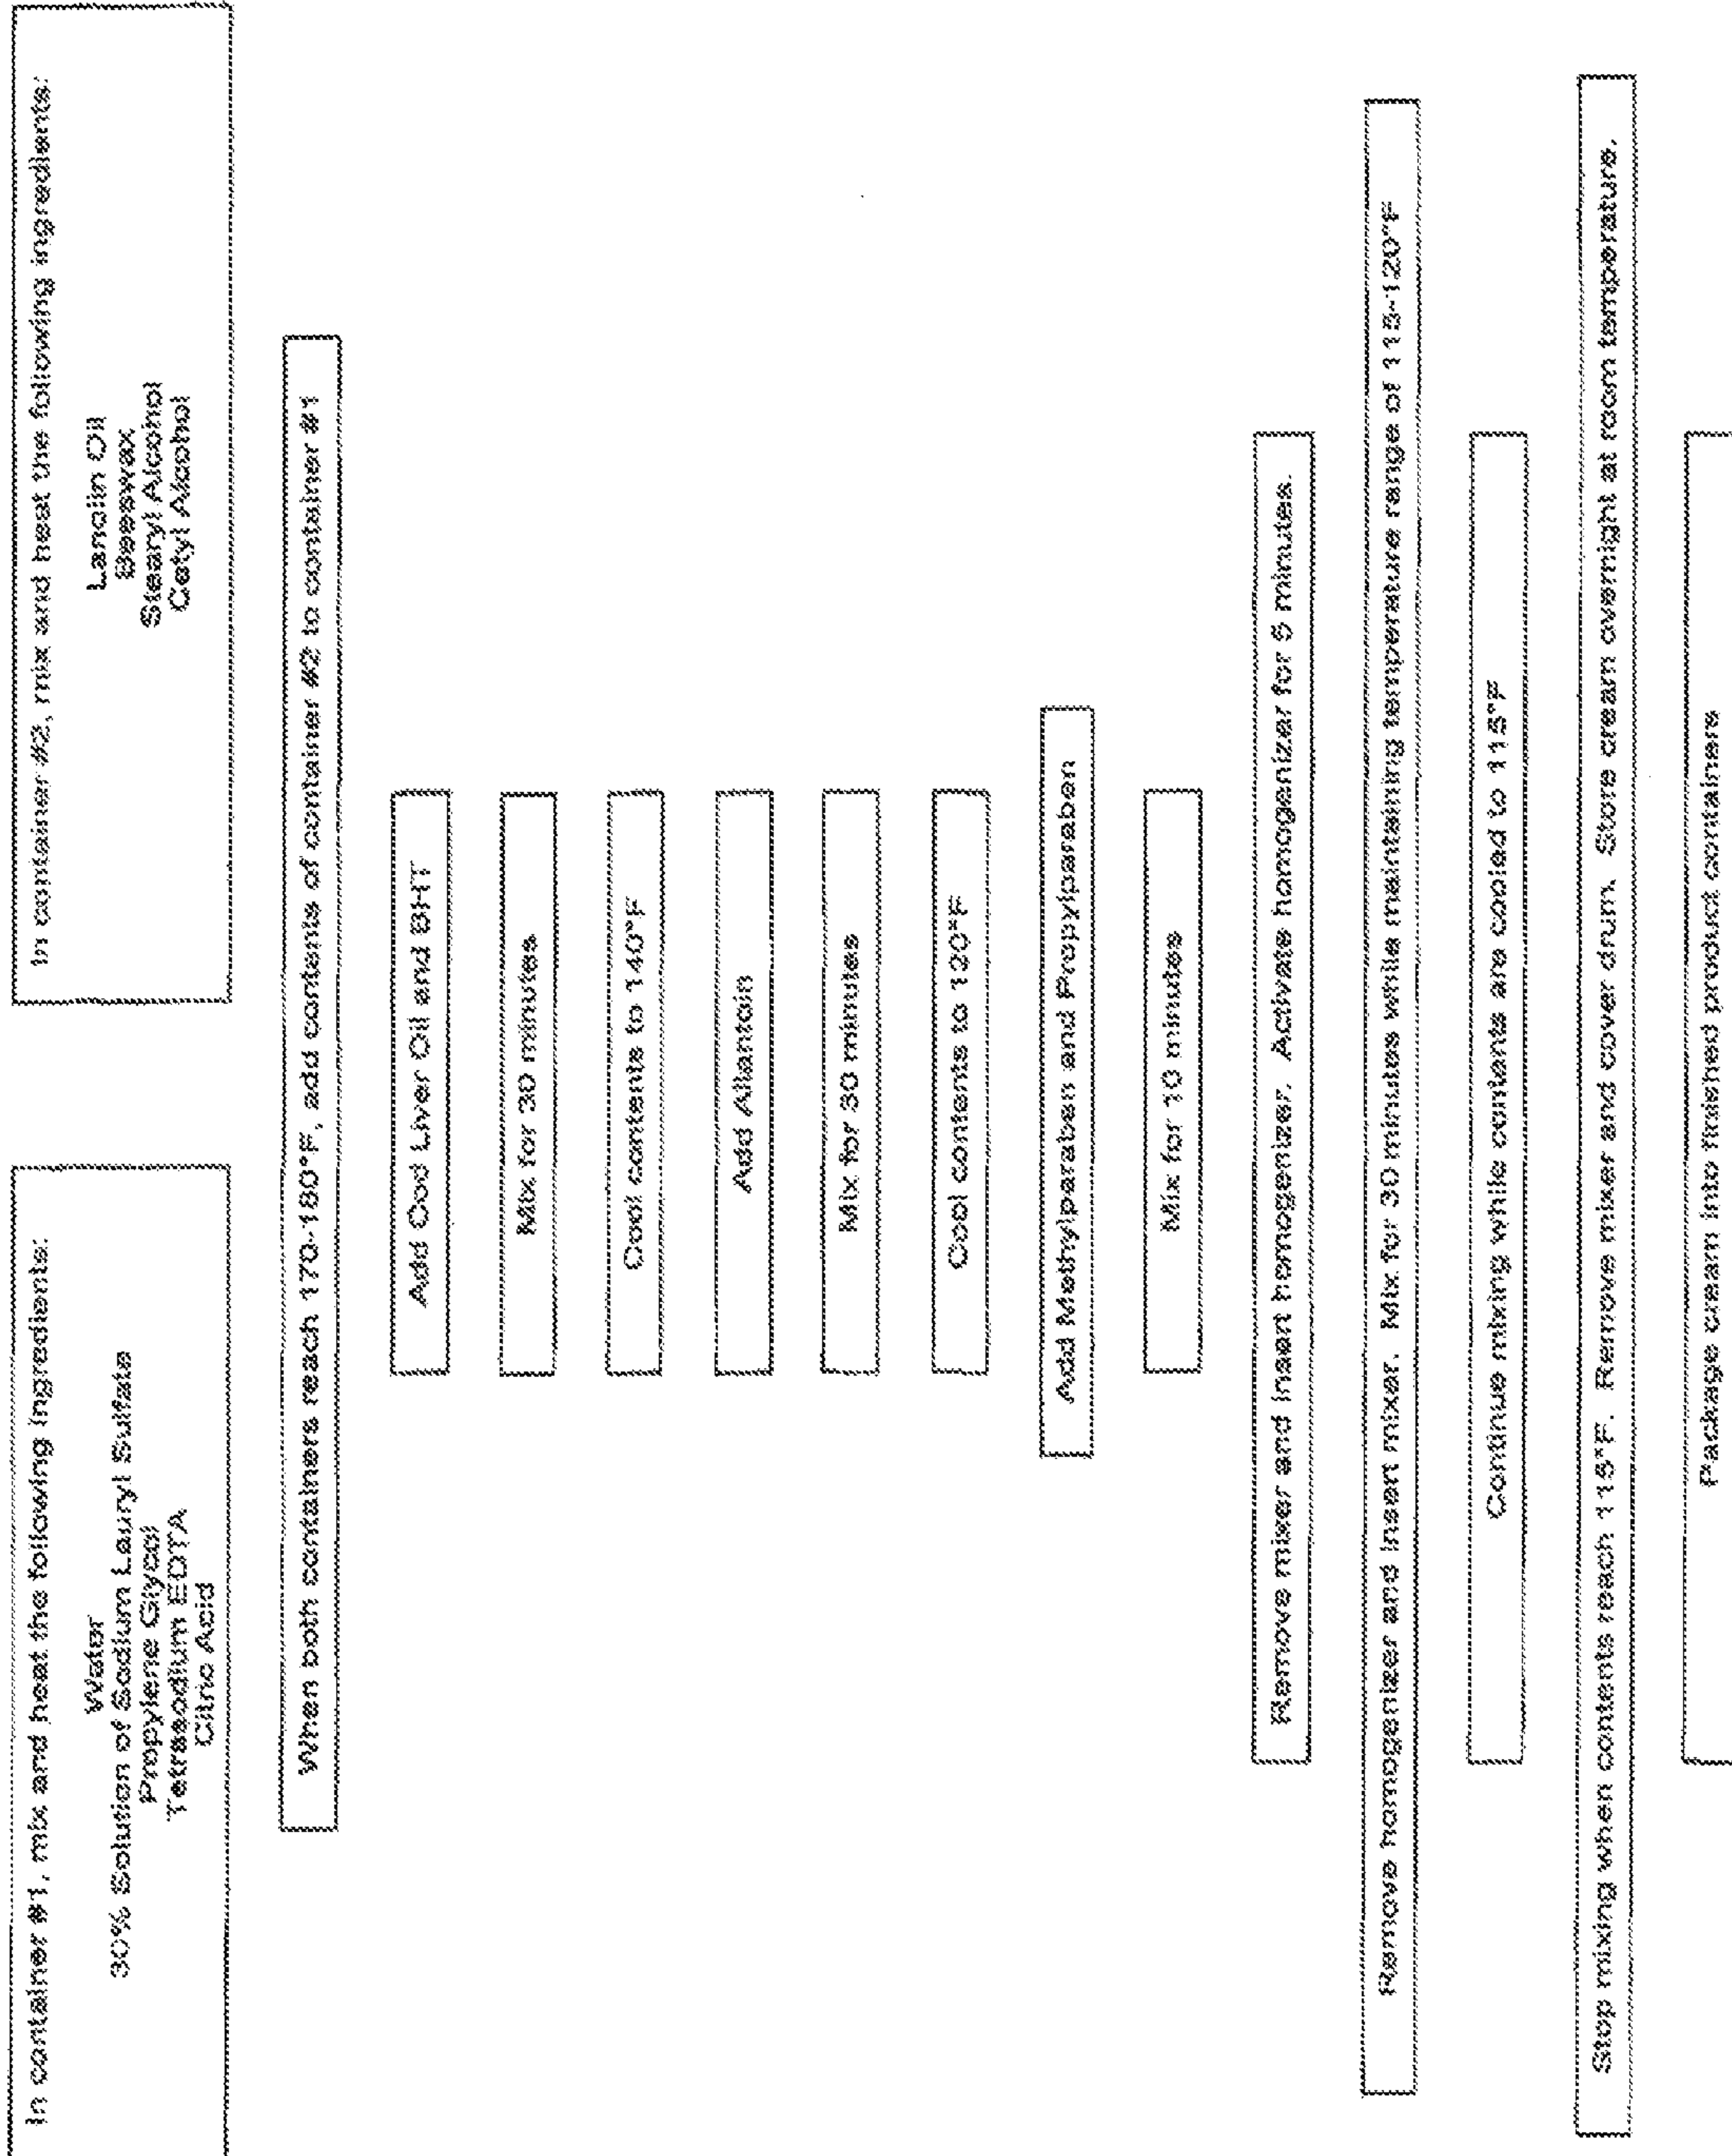 In container #1, mix and heat the following ingredients:
Water
30% Solution of Sodium Lauryl Sulfate
Propylene Glycol
Tetrasodium EDTA
Citric Acid
In container #2, mix and heat the following ingredients:
Lanolin Oil
Beeswax
Stearyl Alcohol
Cetyl Alcohol
When both containers reach 170-180°F, add contents of container #2 to container #1
Add Cod Liver Oil and BHT
Mix for 30 minutes
Cool contents to 140°F
Add Allantoin
Mix for 30 minutes
Cool contents to 120°F
Add Methylparaben and Propylparaben
Mix for 10 minutes
Remove mixer and insert homogenizer. Activate homogenizer for 5 minutes.
Remove homogenizer and insert mixer. Mix for 30 minutes while maintaining temperature range of 115-120°F
Continue mixing while contents are cooled to 115°F
Stop mixing when contents reach 115°F. Remove mixer and cover drum. Store cream overnight at room temperature.
Package cream into finished product containers